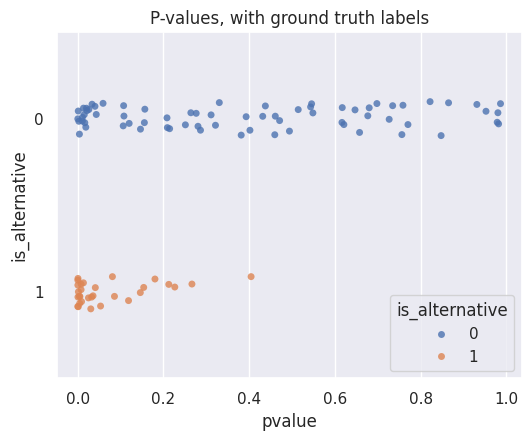 P-values, with ground truth labels
is_alternative
0
1
is_alternative
0
1
0.0 0.2 0.4 0.6 0.8 1.0
pvalue